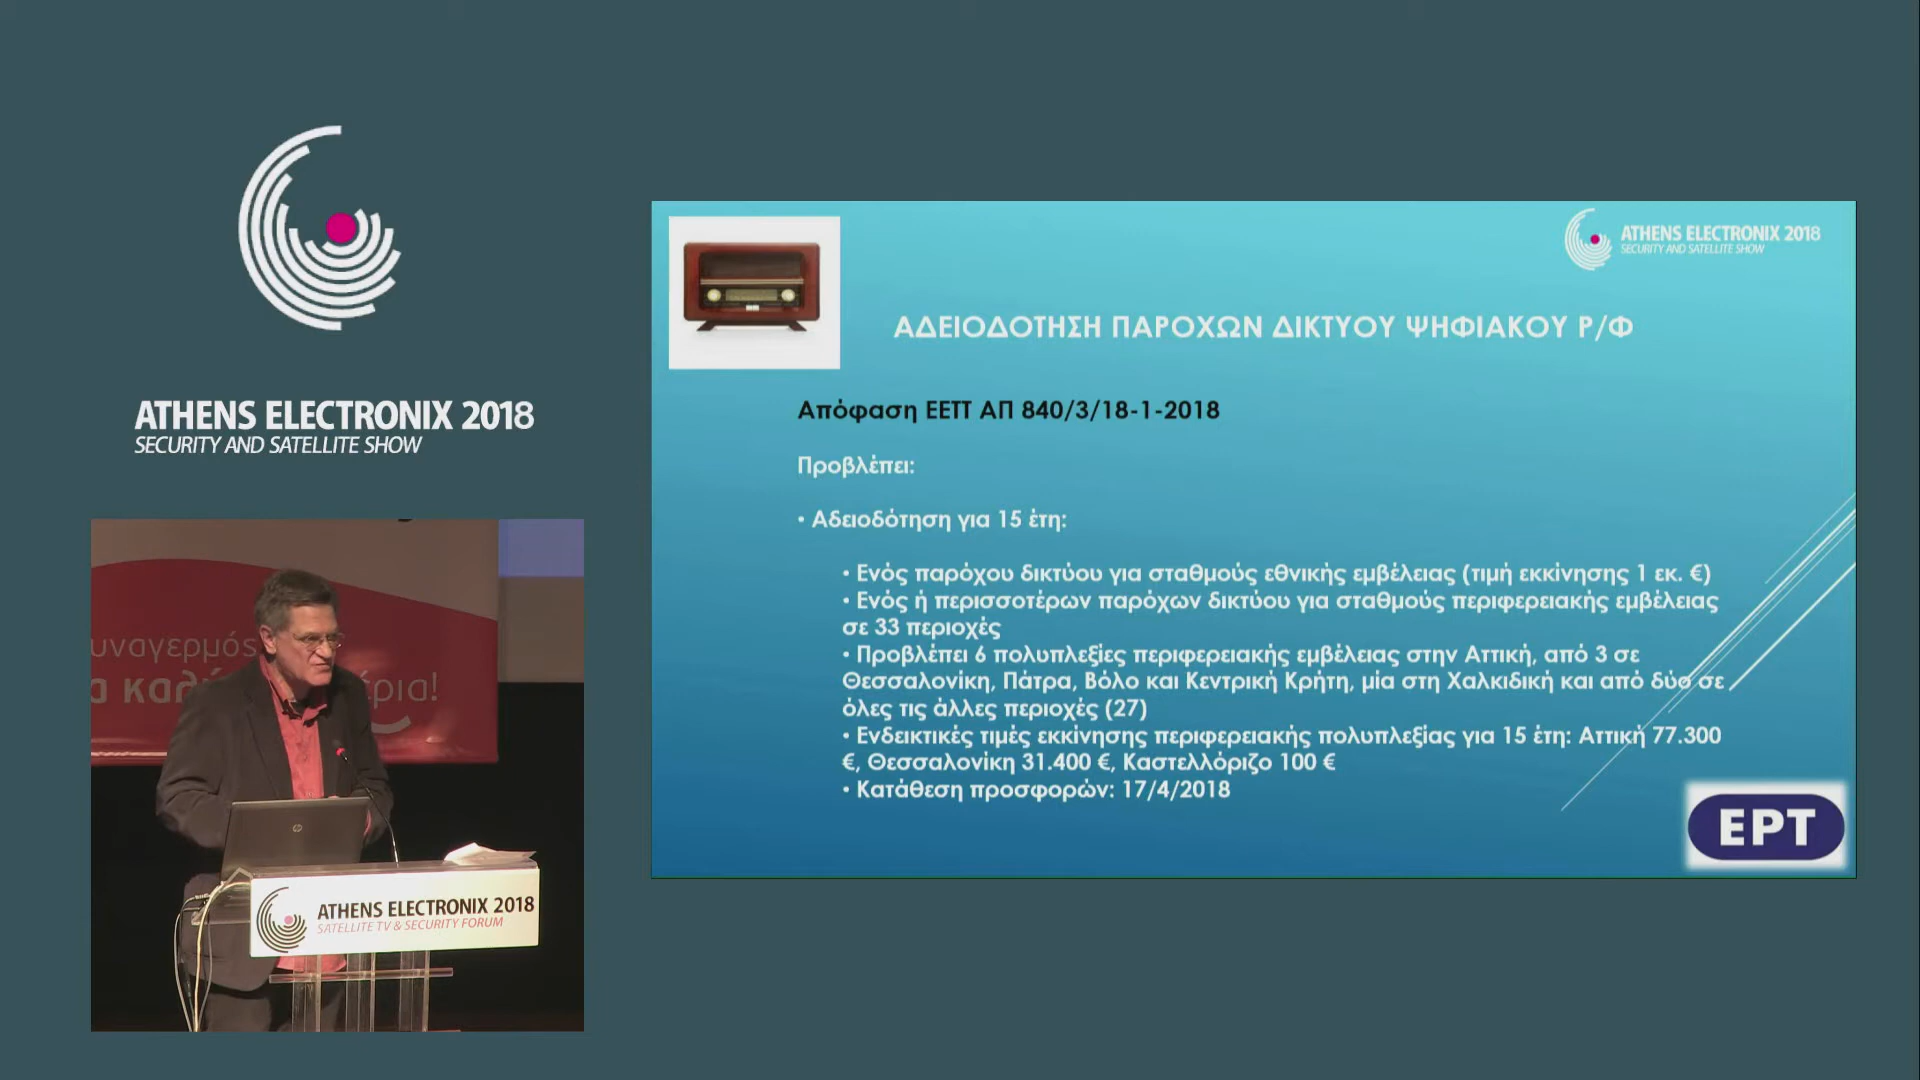 ATHENS ELECTRONIX 2018
SECURITY AND SATELLITE SHOW
ATHENS ELECTRONIX 2018
SECURITY AND SATELLITE SHOW
ΑΔΕΙΟΔΟΤΗΣΗ ΠΑΡΟΧΩΝ ΔΙΚΤΥΟΥ ΨΗΦΙΑΚΟΥ Ρ/Φ
Απόφαση ΕΕΤΤ ΑΠ 840/3/18-1-2018
Προβλέπει:
• Αδειοδότηση για 15 έτη:
• Ενός παρόχου δικτύου για σταθμούς εθνικής εμβέλειας (τιμή εκκίνησης 1 εκ. €)
• Ενός ή περισσοτέρων παρόχων δικτύου για σταθμούς περιφερειακής εμβέλειας
σε 33 περιοχές
• Προβλέπει 6 πολυπλεξίες περιφερειακής εμβέλειας στην Αττική, από 3 σε
Θεσσαλονίκη, Πάτρα, Βόλο και Κεντρική Κρήτη, μία στη Χαλκιδική και από δύο σε
όλες τις άλλες περιοχές (27)
• Ενδεικτικές τιμές εκκίνησης περιφερειακής πολυπλεξίας για 15 έτη: Αττική 77.300
€, Θεσσαλονίκη 31.400 €, Καστελλόριζο 100 €
• Κατάθεση προσφορών: 17/4/2018
ΕΡΤ
υναγερμός
α καλ έρια!
ATHENS ELECTRONIX 2018
SATELLITE TV & SECURITY FORUM